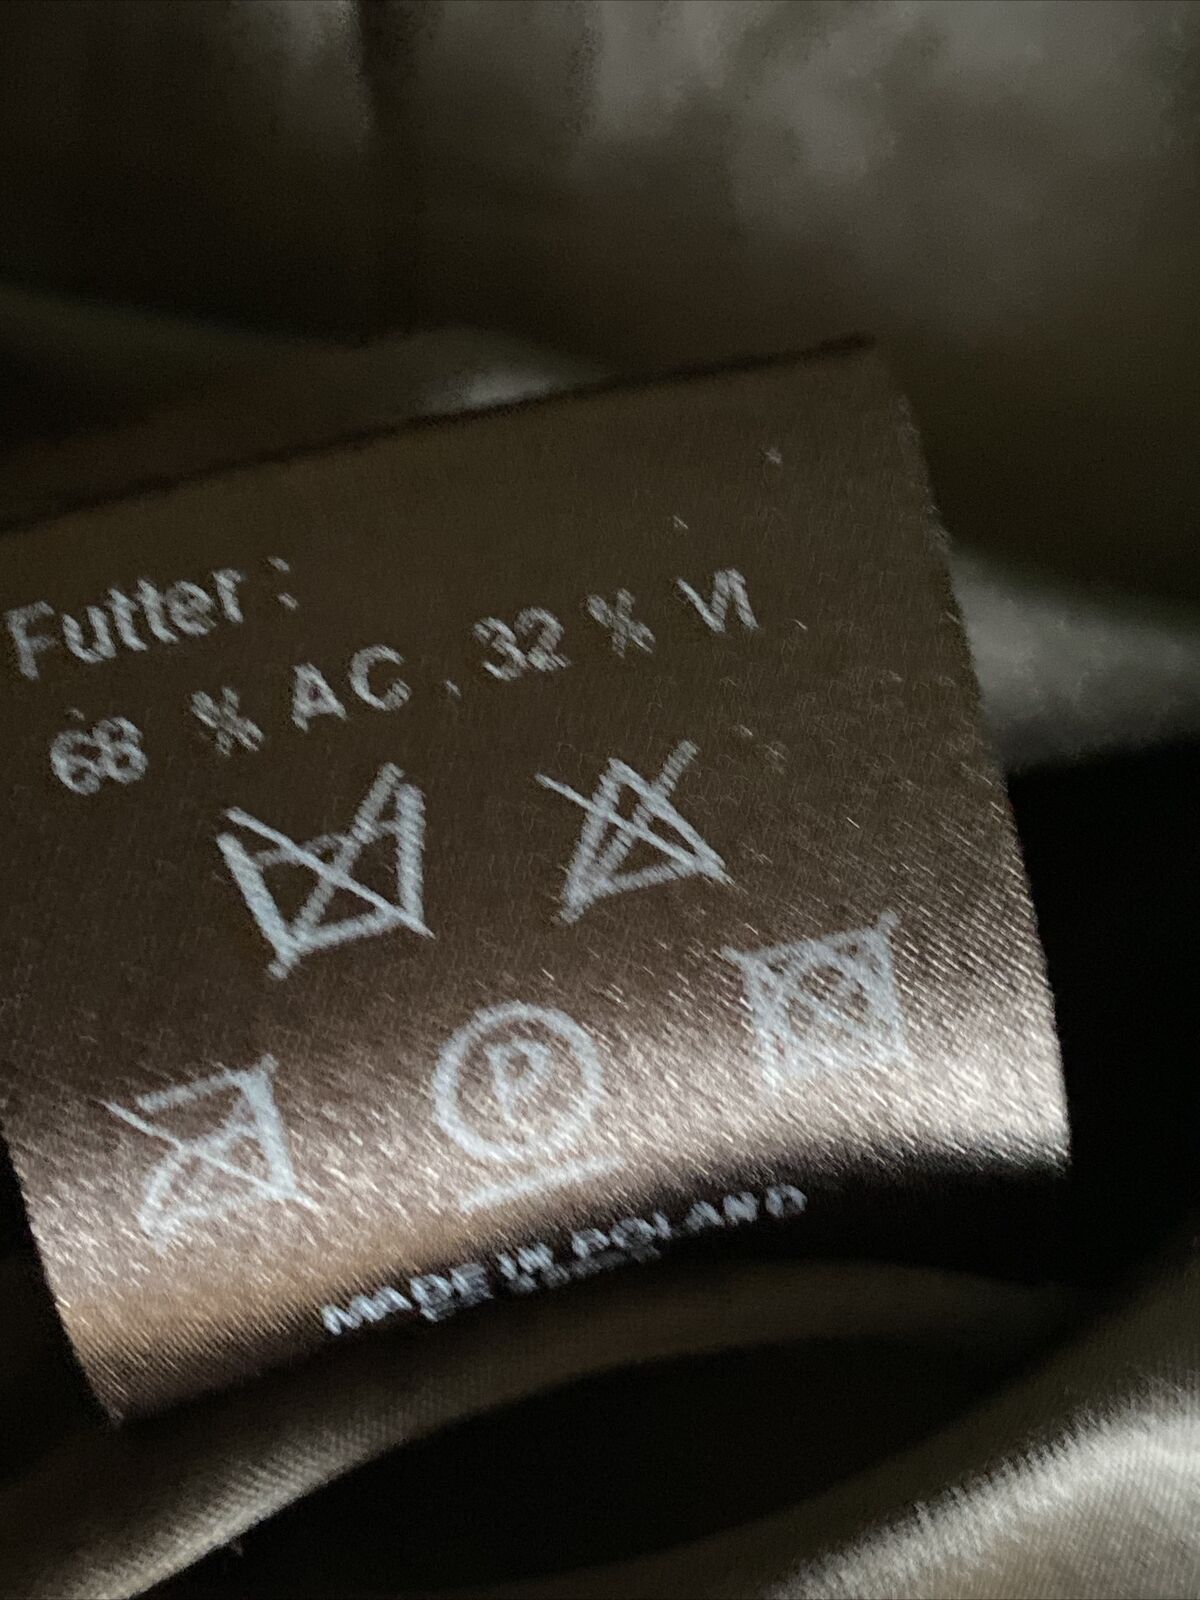 Futter :
68 % AC , 32 % VI
P
MADE IN POLAND